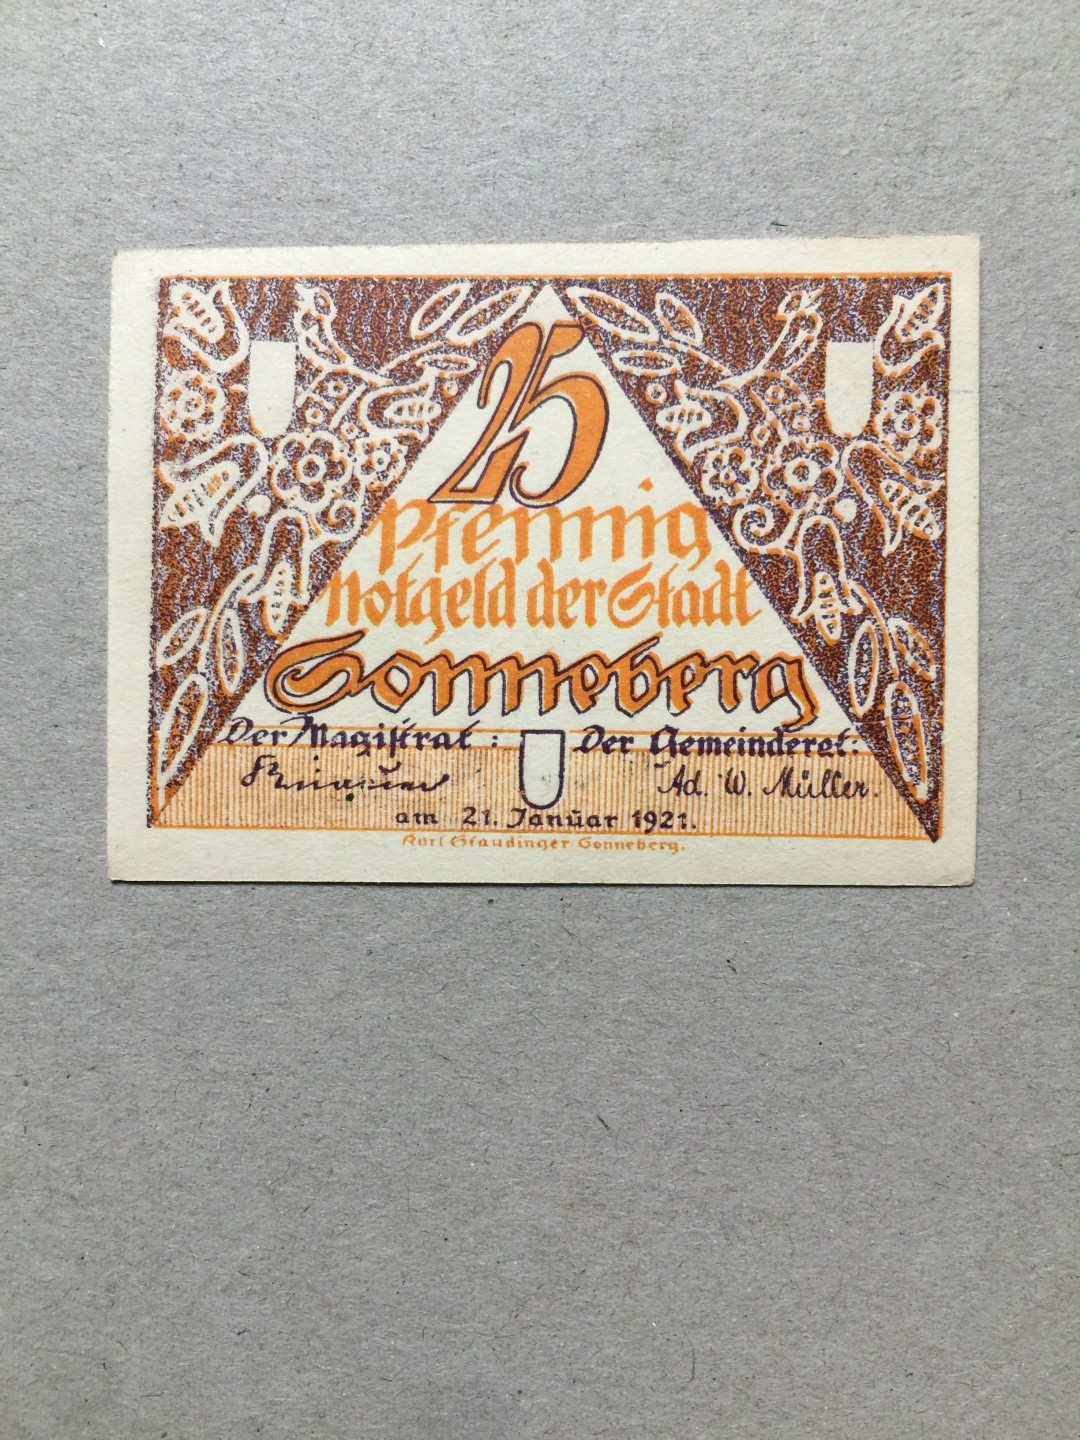 25
Pfennig
Notgeld der Stadt
Sonneberg
Der Magistrat : Der Gemeinderat:
Ad. W. Müller.
am 21. Januar 1921.
Karl Staudinger Sonneberg.